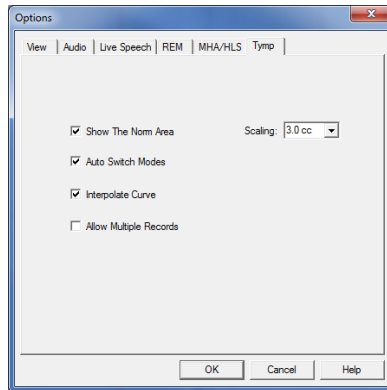 Options
View Audio Live Speech REM MHA/HLS Tymp
Show The Norm Area Scaling: 3.0 cc
Auto Switch Modes
Interpolate Curve
Allow Multiple Records
OK Cancel Help